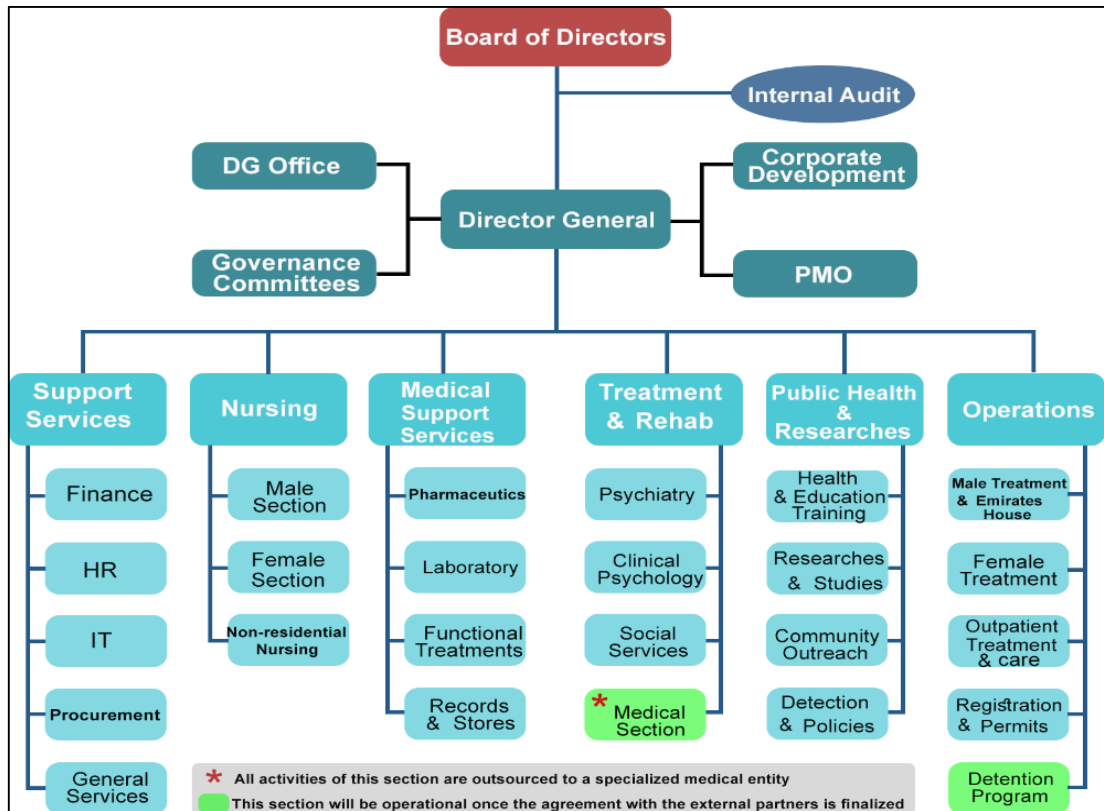 Board of Directors
Internal Audit
DG Office
Corporate
Development
Director General
Governance
Committees
PMO
Support
Services
Nursing
Medical
Support
Services
Treatment
& Rehab
Public Health
&
Researches
Operations
Finance
HR
IT
Procurement
General
Services
Male
Section
Female
Section
Non-residential
Nursing
Pharmaceutics
Laboratory
Functional
Treatments
Records
& Stores
Psychiatry
Clinical
Psychology
Social
Services
* Medical
Section
Health
& Education
Training
Researches
& Studies
Community
Outreach
Detection
& Policies
Male Treatment
& Emirates
House
Female
Treatment
Outpatient
Treatment
& care
Registration
& Permits
Detention
Program
* All activities of this section are outsourced to a specialized medical entity
This section will be operational once the agreement with the external partners is finalized